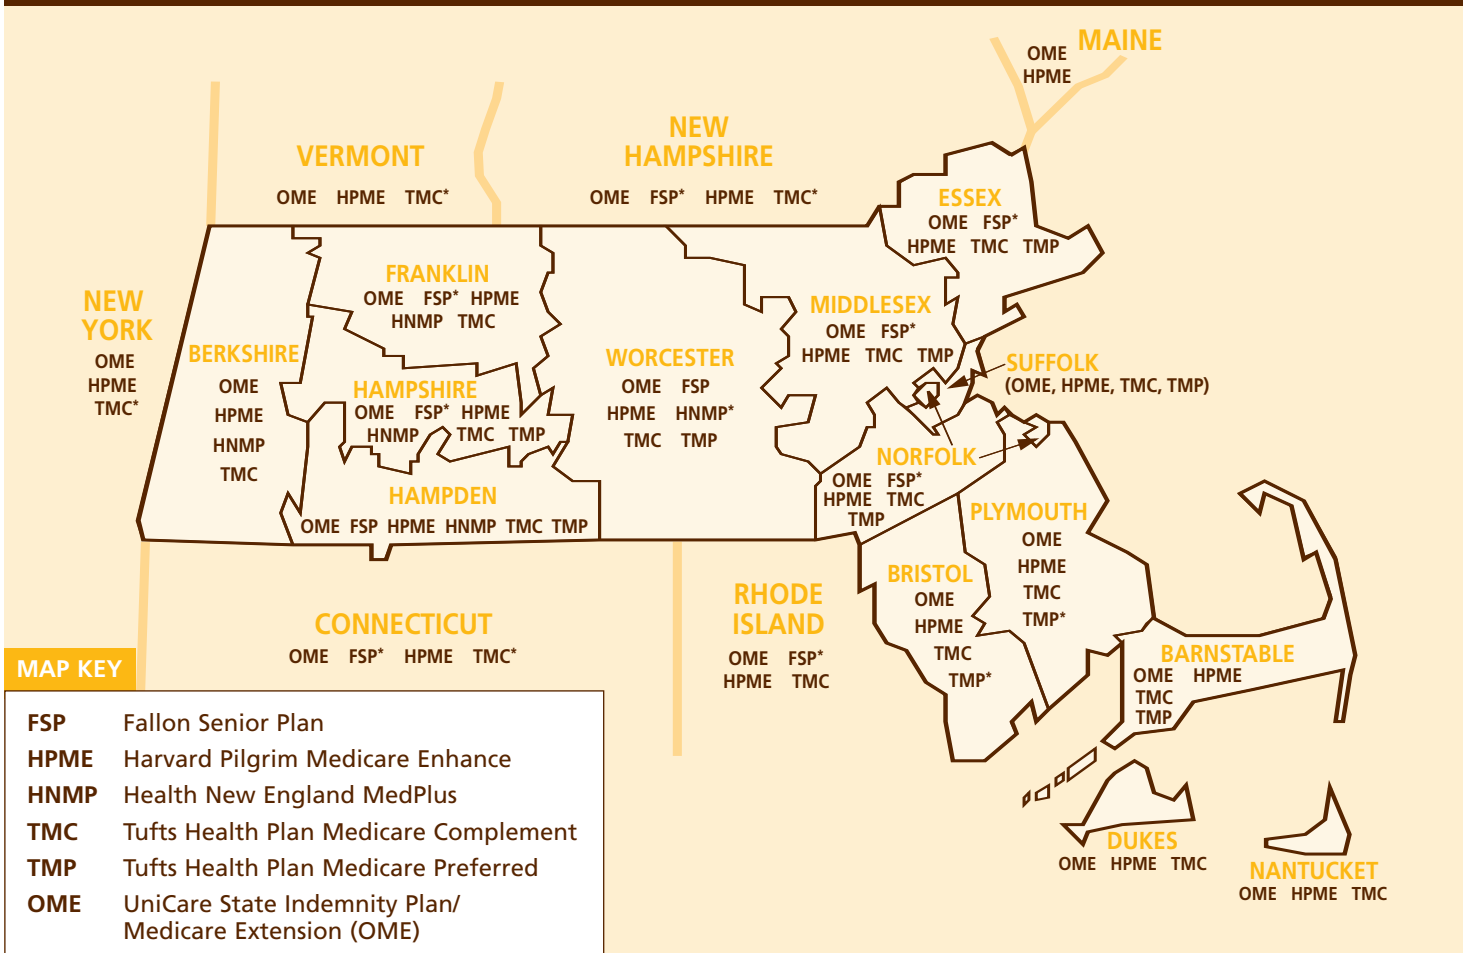 MAINE
OME
HPME
VERMONT
OME HPME TMC*
NEW
HAMPSHIRE
OME FSP* HPME TMC*
ESSEX
OME FSP*
HPME TMC TMP
NEW
YORK
OME
HPME
TMC*
BERKSHIRE
OME
HPME
HNMP
TMC
FRANKLIN
OME FSP* HPME
HNMP TMC
HAMPSHIRE
OME FSP* HPME
HNMP TMC TMP
HAMPDEN
OME FSP HPME HNMP TMC TMP
WORCESTER
OME FSP
HPME HNMP*
TMC TMP
MIDDLESEX
OME FSP*
HPME TMC TMP
SUFFOLK
(OME, HPME, TMC, TMP)
NORFOLK
OME FSP*
HPME TMC
TMP
PLYMOUTH
OME
HPME
TMC
TMP*
BRISTOL
OME
HPME
TMC
TMP*
BARNSTABLE
OME HPME
TMC
TMP
DUKES
OME HPME TMC
NANTUCKET
OME HPME TMC
CONNECTICUT
OME FSP* HPME TMC*
RHODE
ISLAND
OME FSP*
HPME TMC
MAP KEY
FSP Fallon Senior Plan
HPME Harvard Pilgrim Medicare Enhance
HNMP Health New England MedPlus
TMC Tufts Health Plan Medicare Complement
TMP Tufts Health Plan Medicare Preferred
OME UniCare State Indemnity Plan/
Medicare Extension (OME)